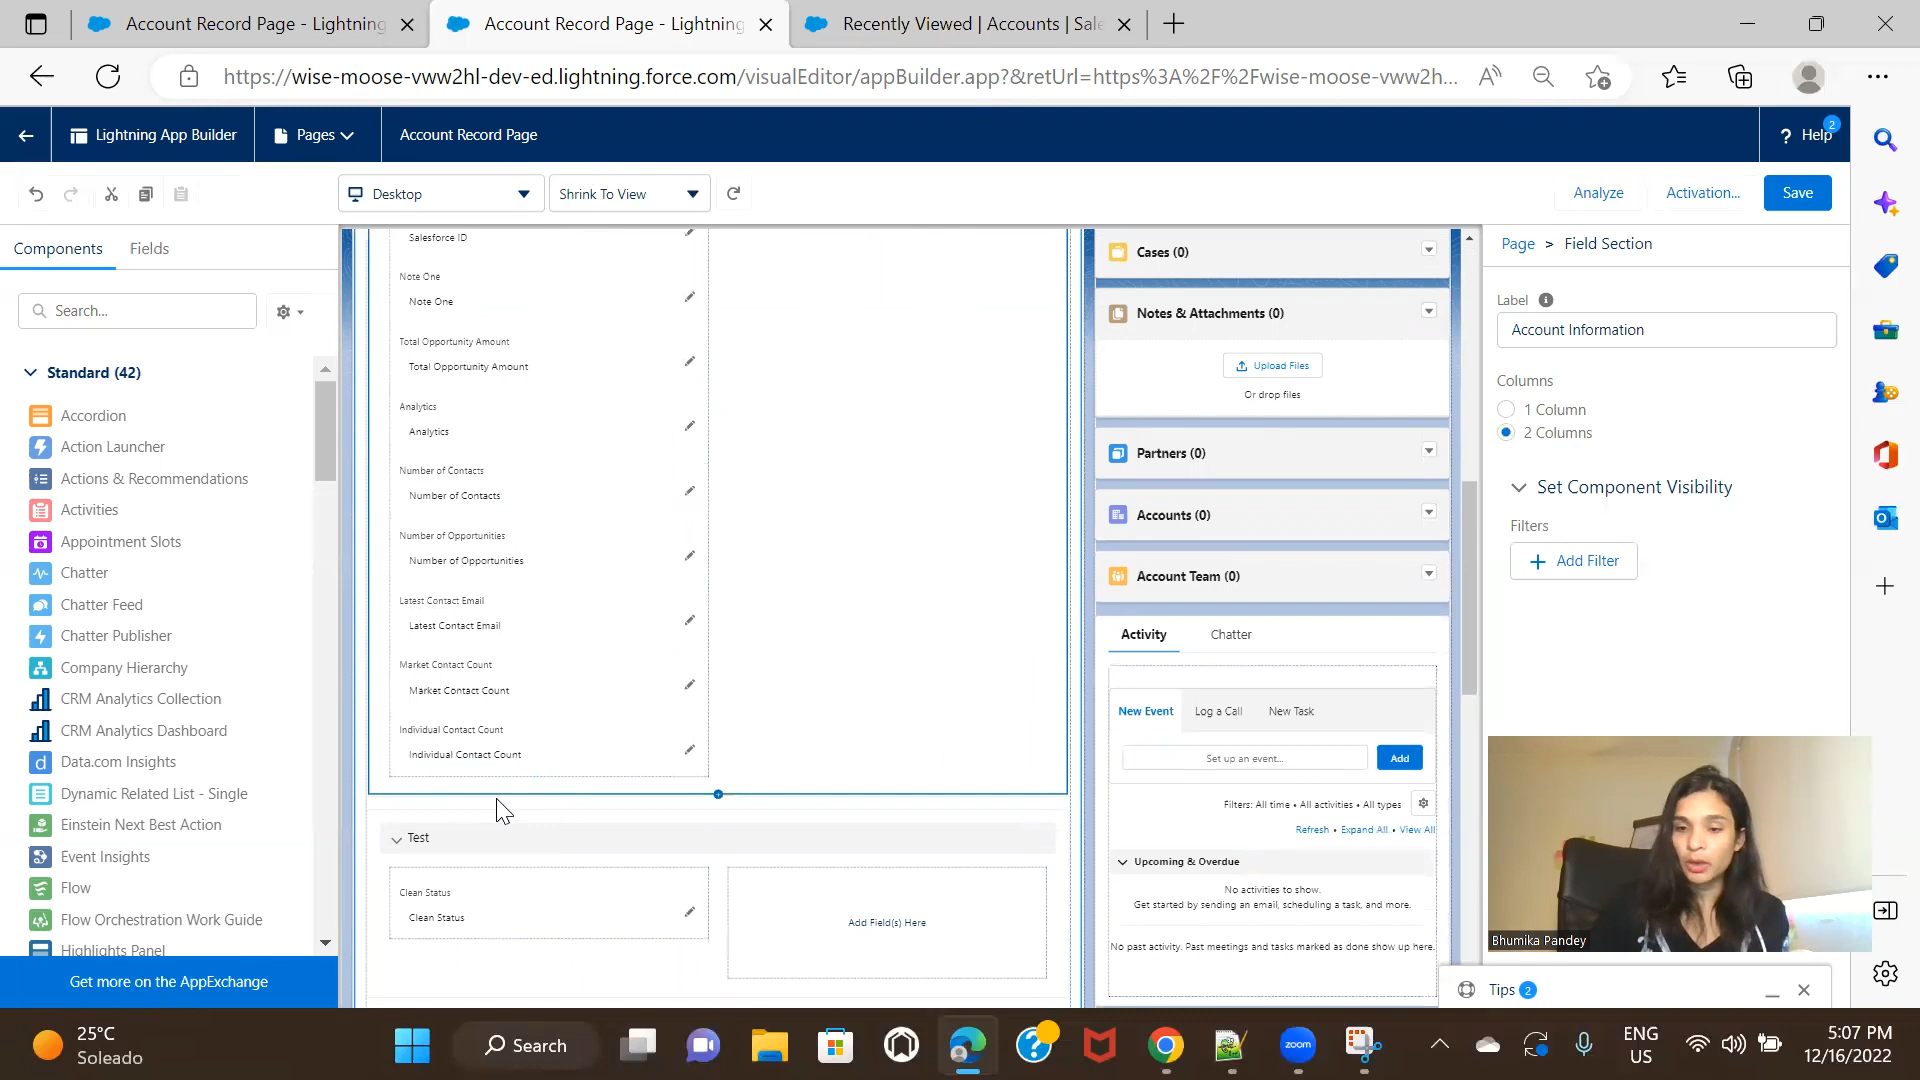 Account Record Page - Lightning
Account Record Page - Lightning
Recently Viewed | Accounts | Sale
https://wise-moose-vww2hl-dev-ed.lightning.force.com/visualEditor/appBuilder.app?&retUrl=https%3A%2F%2Fwise-moose-vww2h...
Lightning App Builder
Pages
Account Record Page
? Help
2
Desktop
Shrink To View
Analyze
Activation...
Save
Components
Fields
Search...
Standard (42)
Accordion
Action Launcher
Actions & Recommendations
Activities
Appointment Slots
Chatter
Chatter Feed
Chatter Publisher
Company Hierarchy
CRM Analytics Collection
CRM Analytics Dashboard
Data.com Insights
Dynamic Related List - Single
Einstein Next Best Action
Event Insights
Flow
Flow Orchestration Work Guide
Highlights Panel
Get more on the AppExchange
Salesforce ID
Note One
Note One
Total Opportunity Amount
Total Opportunity Amount
Analytics
Analytics
Number of Contacts
Number of Contacts
Number of Opportunities
Number of Opportunities
Latest Contact Email
Latest Contact Email
Market Contact Count
Market Contact Count
Individual Contact Count
Individual Contact Count
Test
Clean Status
Clean Status
Add Field(s) Here
Cases (0)
Notes & Attachments (0)
Upload Files
Or drop files
Partners (0)
Accounts (0)
Account Team (0)
Activity
Chatter
New Event
Log a Call
New Task
Set up an event...
Add
Filters: All time • All activities • All types
Refresh • Expand All • View All
Upcoming & Overdue
No activities to show.
Get started by sending an email, scheduling a task, and more.
No past activity. Past meetings and tasks marked as done show up here.
Page > Field Section
Label
Account Information
Columns
1 Column
2 Columns
Set Component Visibility
Filters
+ Add Filter
Bhumika Pandey
Tips 2
25°C
Soleado
Search
zoom
ENG
US
5:07 PM
12/16/2022